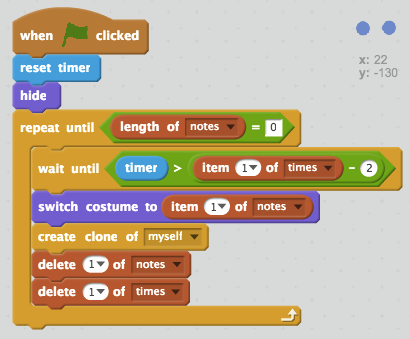 when clicked
x: 22
y: -130
reset timer
hide
repeat until length of notes = 0
wait until timer > item 1 of times - 2
switch costume to item 1 of notes
create clone of myself
delete 1 of notes
delete 1 of times